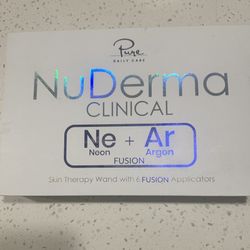 Pure
DAILY CARE
NuDerma
CLINICAL
Ne + Ar
Neon Argon
FUSION
Skin Therapy Wand with 6 FUSION Applicators